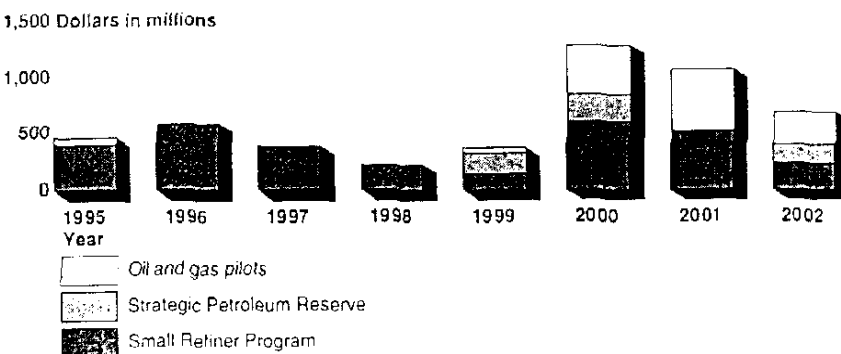 1,500 Dollars in millions
1,000
500
0
1995 1996 1997 1998 1999 2000 2001 2002
Year
Oil and gas pilots
Strategic Petroleum Reserve
Small Refiner Program